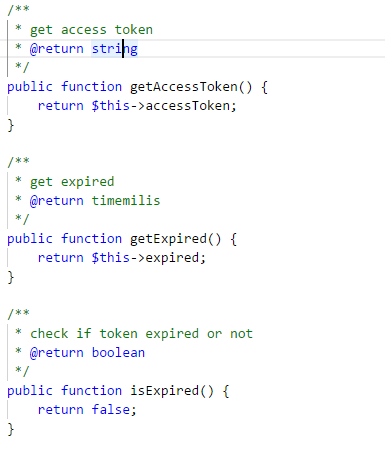 /**
 * get access token
 * @return string
 */
public function getAccessToken() {
    return $this->accessToken;
}
/**
 * get expired
 * @return timemilis
 */
public function getExpired() {
    return $this->expired;
}
/**
 * check if token expired or not
 * @return boolean
 */
public function isExpired() {
    return false;
}